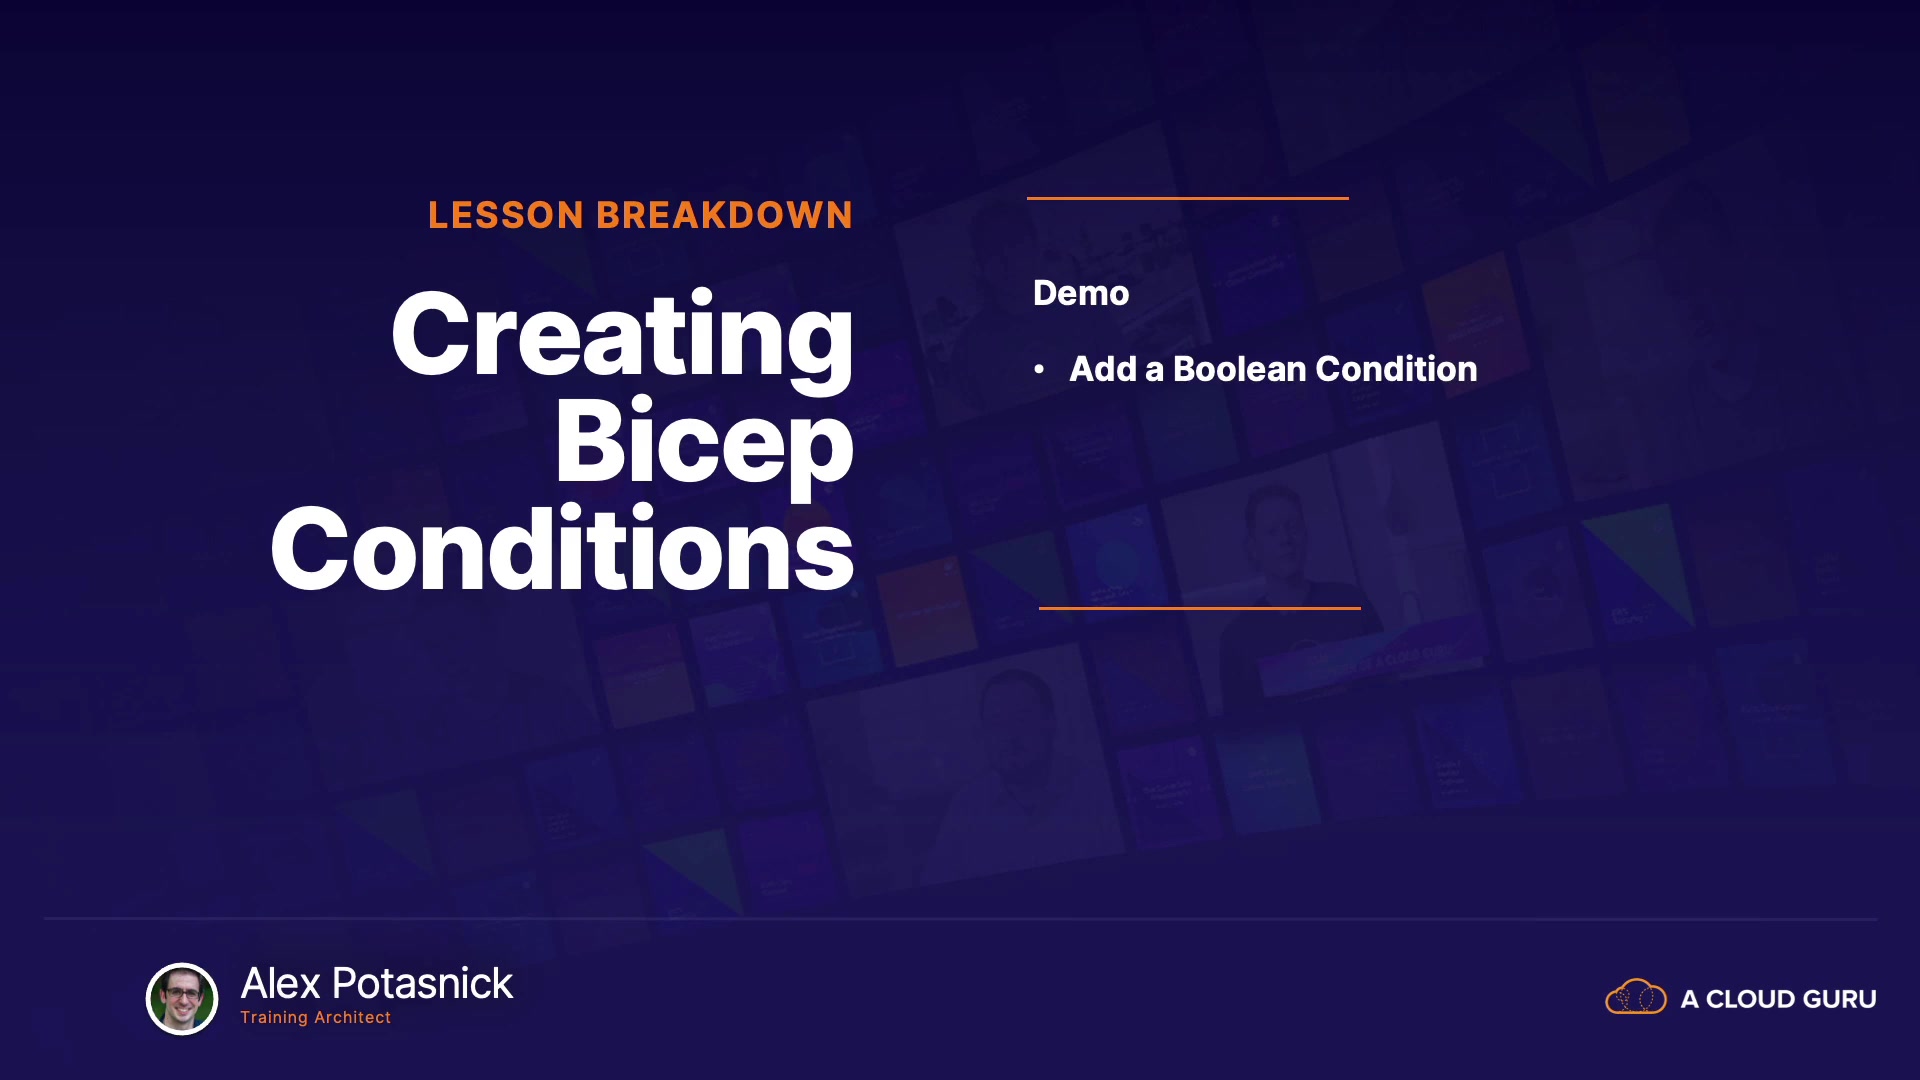 LESSON BREAKDOWN
Creating
Bicep
Conditions
Demo
• Add a Boolean Condition
Alex Potasnick
Training Architect
A CLOUD GURU